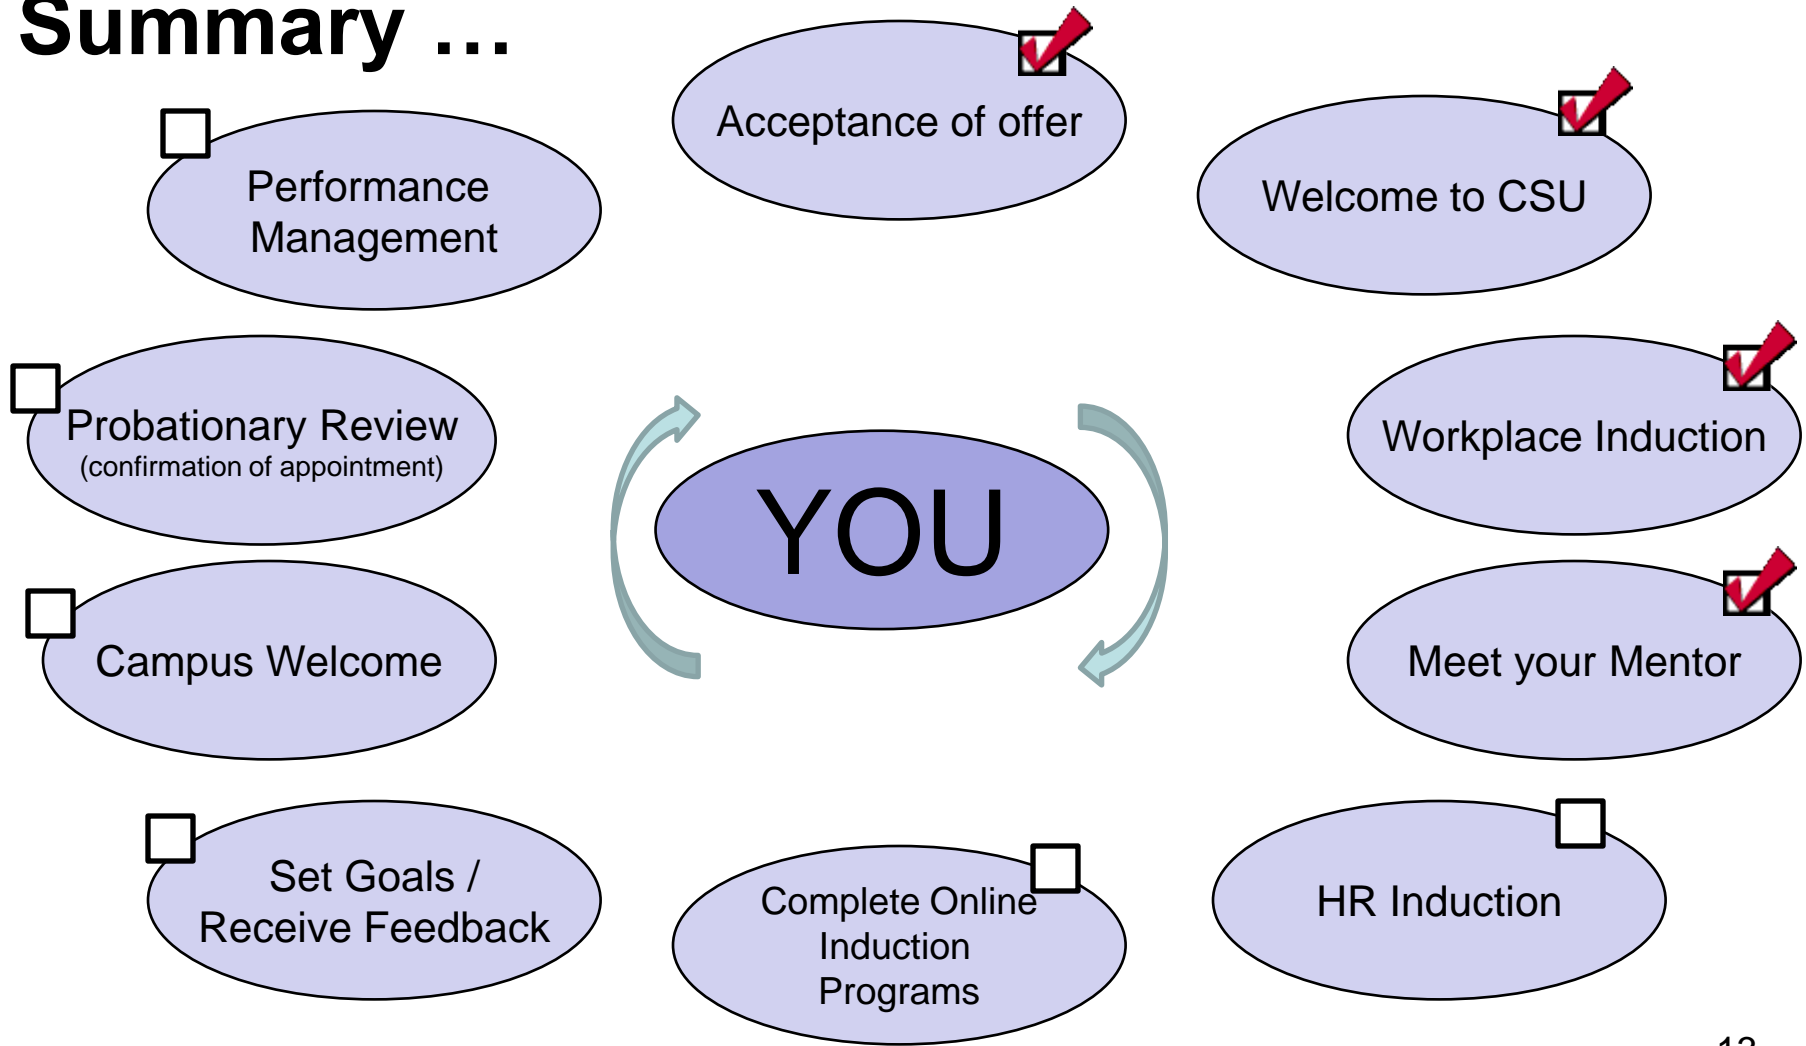 Summary …
Acceptance of offer
Welcome to CSU
Workplace Induction
Meet your Mentor
HR Induction
Complete Online
Induction
Programs
Set Goals /
Receive Feedback
Campus Welcome
Probationary Review
(confirmation of appointment)
Performance
Management
YOU